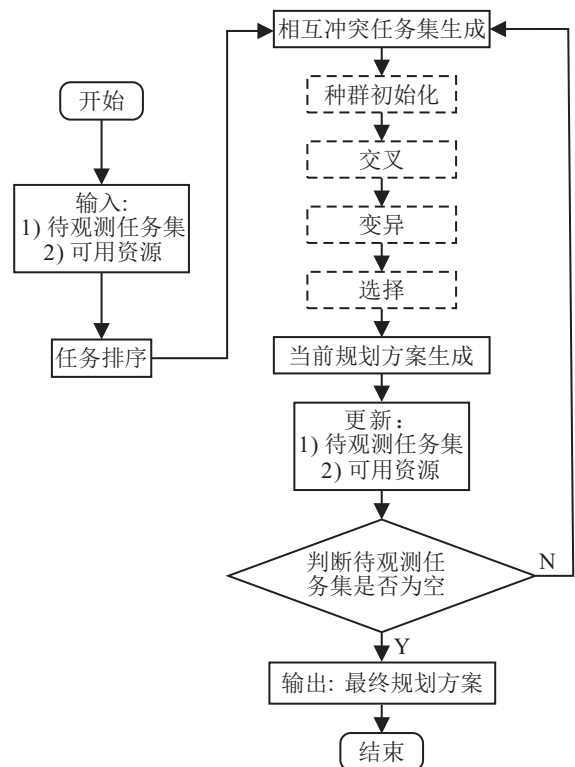 开始
输入:
1) 待观测任务集
2) 可用资源
任务排序
相互冲突任务集生成
种群初始化
交叉
变异
选择
当前规划方案生成
更新：
1) 待观测任务集
2) 可用资源
判断待观测任
务集是否为空
N
Y
输出: 最终规划方案
结束